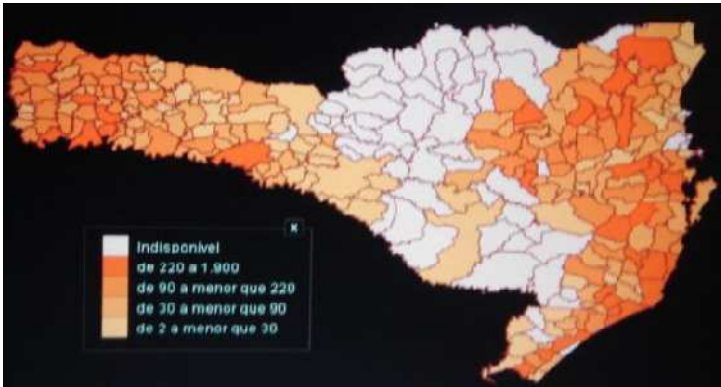 x
Indisponível
de 220 a 1.900
de 90 a menor que 220
de 30 a menor que 90
de 2 a menor que 30